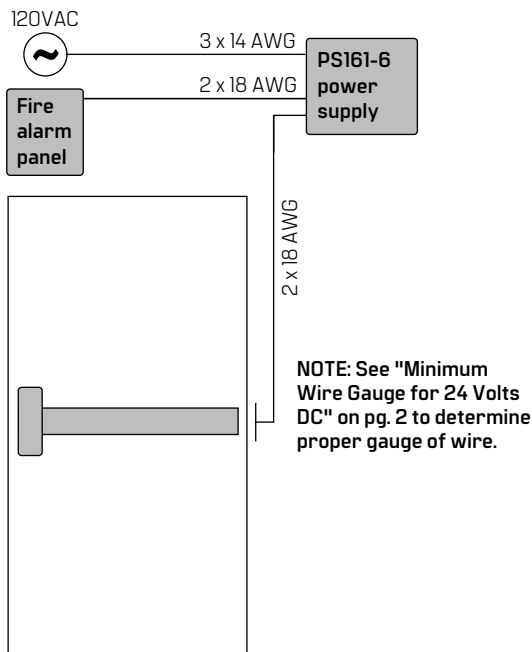 120VAC
3 x 14 AWG
PS161-6
power
supply
2 x 18 AWG
Fire
alarm
panel
2 x 18 AWG
NOTE: See "Minimum
Wire Gauge for 24 Volts
DC" on pg. 2 to determine
proper gauge of wire.